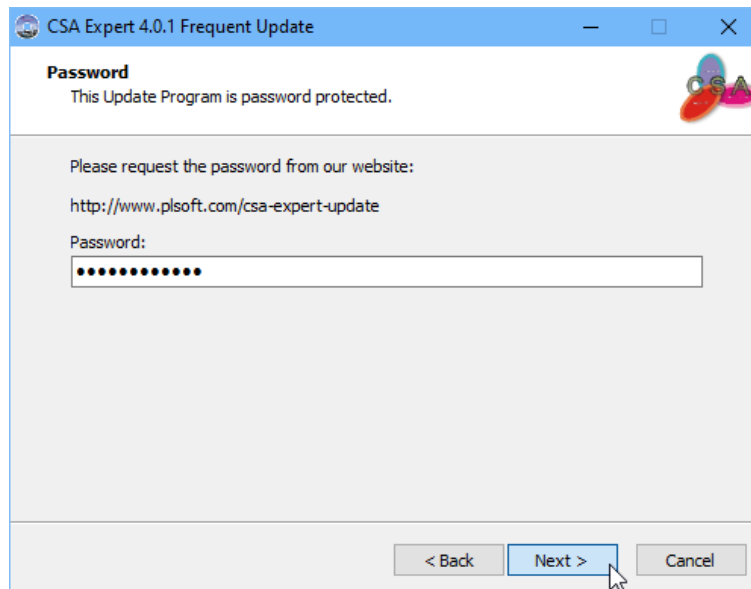 CSA Expert 4.0.1 Frequent Update
Password
This Update Program is password protected.
CSA
Please request the password from our website:
http://www.plsoft.com/csa-expert-update
Password:
●●●●●●●●●●●●
< Back
Next >
Cancel